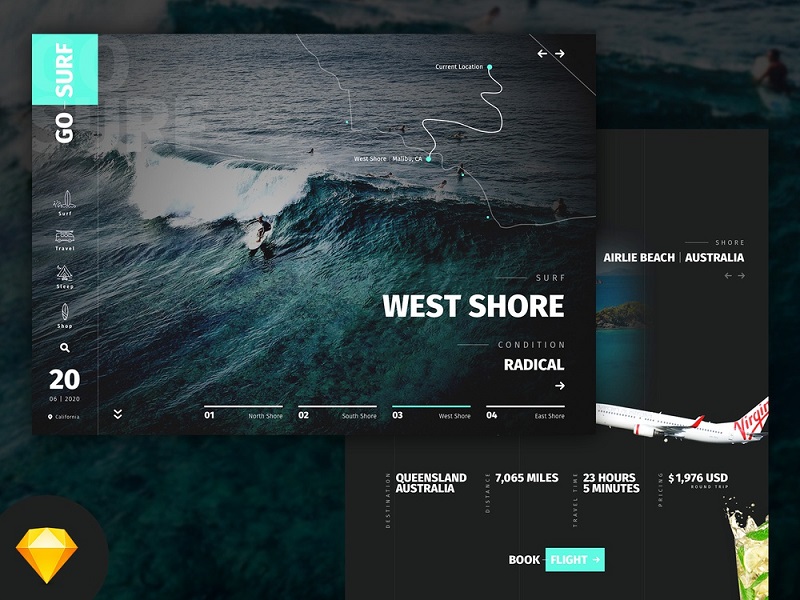 GO SURF
GO
SURF
Current Location
West Shore | Malibu, CA
Surf
Travel
Sleep
Shop
20
06 | 2020
California
SURF
WEST SHORE
CONDITION
RADICAL
01 North Shore
02 South Shore
03 West Shore
04 East Shore
SHORE
AIRLIE BEACH | AUSTRALIA
Virgin
DESTINATION
QUEENSLAND
AUSTRALIA
DISTANCE
7,065 MILES
TRAVEL TIME
23 HOURS
5 MINUTES
PRICING
$1,976 USD
ROUND TRIP
BOOK FLIGHT